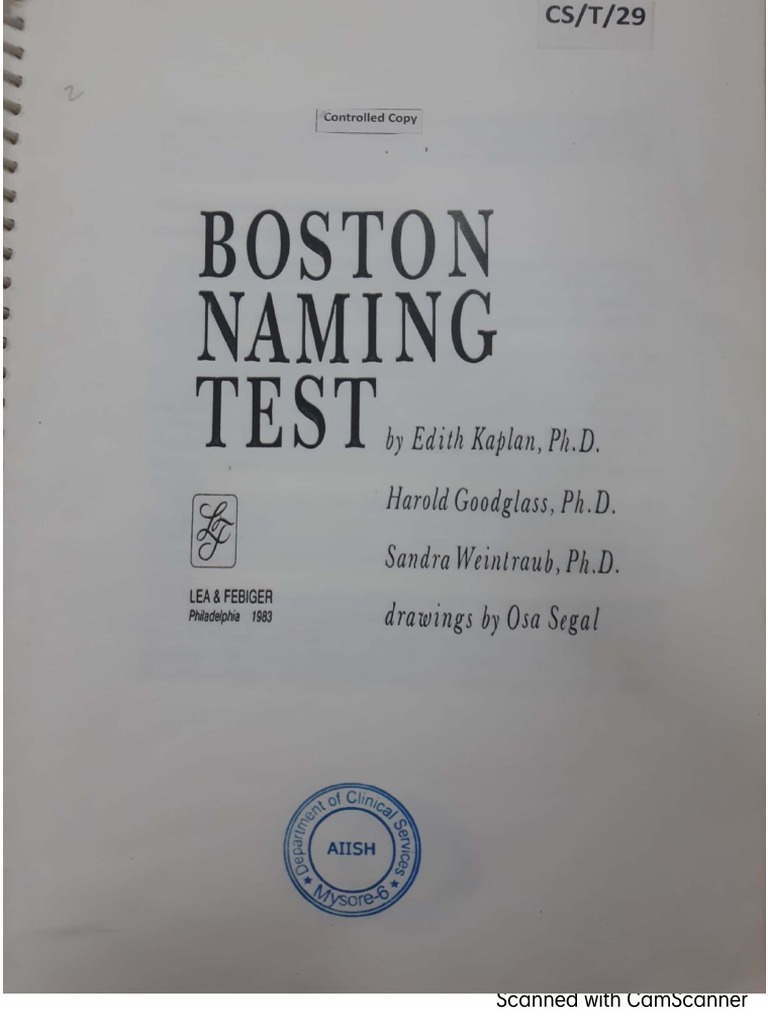 CS/T/29
2
Controlled Copy
BOSTON
NAMING
TEST
by Edith Kaplan, Ph.D.
Harold Goodglass, Ph.D.
Sandra Weintraub, Ph.D.
drawings by Osa Segal
LF
LEA & FEBIGER
Philadelphia 1983
Department of Clinical Services
AIISH
Mysore-6
Scanned with CamScanner